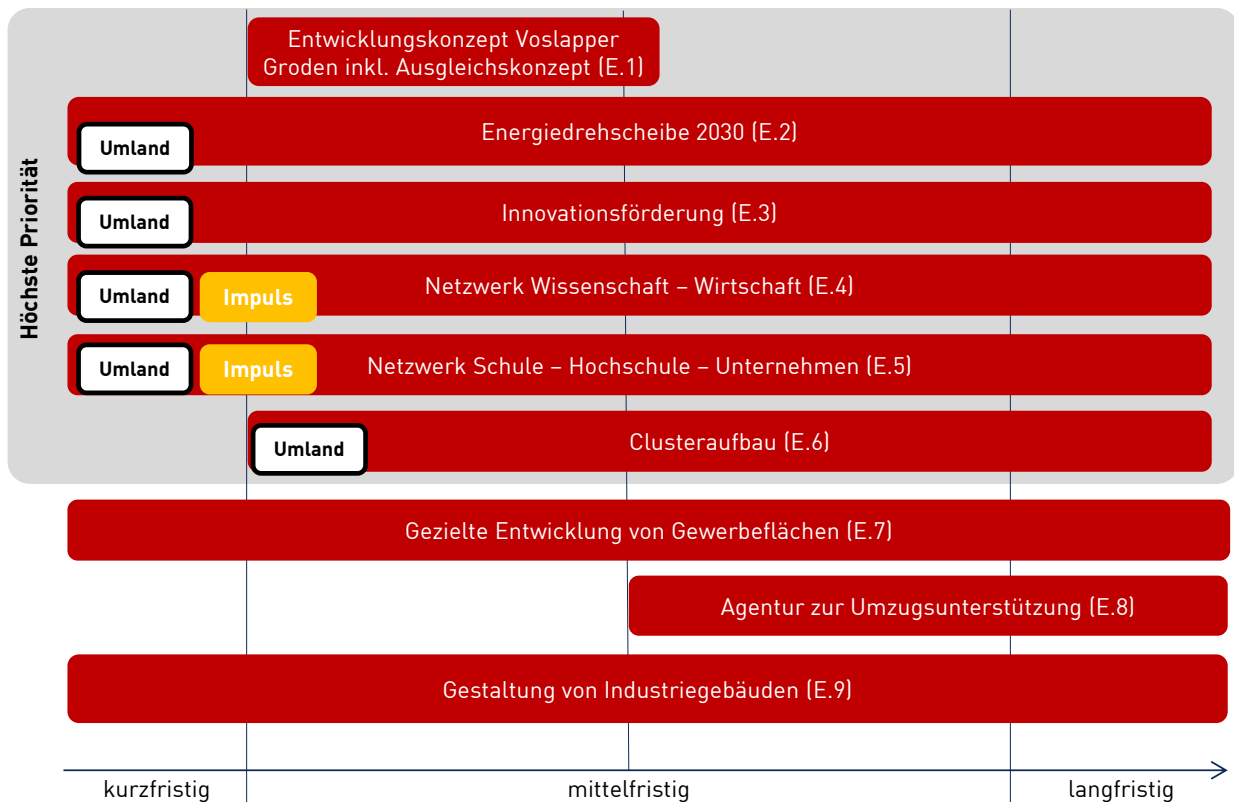 Höchste Priorität
Entwicklungskonzept Voslapper
Groden inkl. Ausgleichskonzept (E.1)
Energiedrehscheibe 2030 (E.2)
Umland
Innovationsförderung (E.3)
Umland
Netzwerk Wissenschaft – Wirtschaft (E.4)
Umland
Impuls
Netzwerk Schule – Hochschule – Unternehmen (E.5)
Umland
Impuls
Clusteraufbau (E.6)
Umland
Gezielte Entwicklung von Gewerbeflächen (E.7)
Agentur zur Umzugsunterstützung (E.8)
Gestaltung von Industriegebäuden (E.9)
kurzfristig
mittelfristig
langfristig